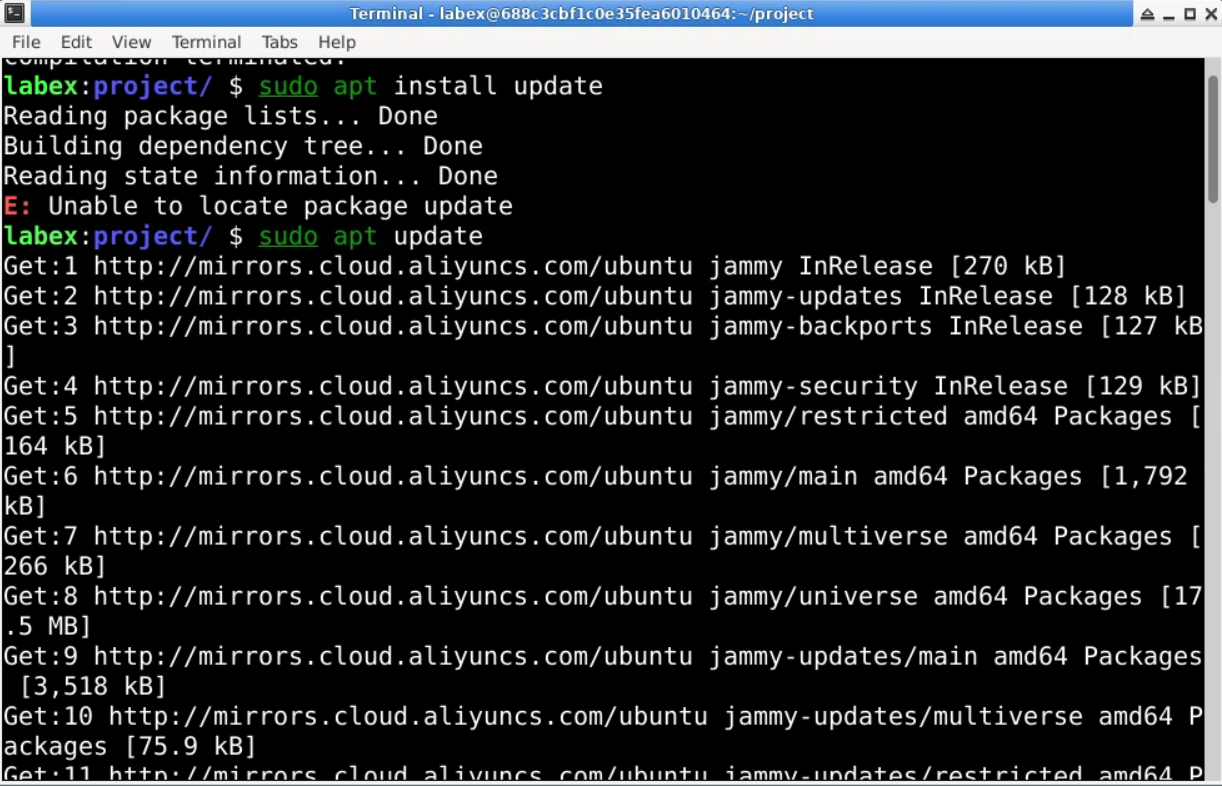 Terminal - labex@688c3cbf1c0e35fea6010464:~/project
File Edit View Terminal Tabs Help
compilation terminated.
labex:project/ $ sudo apt install update
Reading package lists... Done
Building dependency tree... Done
Reading state information... Done
E: Unable to locate package update
labex:project/ $ sudo apt update
Get:1 http://mirrors.cloud.aliyuncs.com/ubuntu jammy InRelease [270 kB]
Get:2 http://mirrors.cloud.aliyuncs.com/ubuntu jammy-updates InRelease [128 kB]
Get:3 http://mirrors.cloud.aliyuncs.com/ubuntu jammy-backports InRelease [127 kB
]
Get:4 http://mirrors.cloud.aliyuncs.com/ubuntu jammy-security InRelease [129 kB]
Get:5 http://mirrors.cloud.aliyuncs.com/ubuntu jammy/restricted amd64 Packages [
164 kB]
Get:6 http://mirrors.cloud.aliyuncs.com/ubuntu jammy/main amd64 Packages [1,792
kB]
Get:7 http://mirrors.cloud.aliyuncs.com/ubuntu jammy/multiverse amd64 Packages [
266 kB]
Get:8 http://mirrors.cloud.aliyuncs.com/ubuntu jammy/universe amd64 Packages [17
.5 MB]
Get:9 http://mirrors.cloud.aliyuncs.com/ubuntu jammy-updates/main amd64 Packages
[3,518 kB]
Get:10 http://mirrors.cloud.aliyuncs.com/ubuntu jammy-updates/multiverse amd64 P
ackages [75.9 kB]
Get:11 http://mirrors.cloud.aliyuncs.com/ubuntu jammy-updates/restricted amd64 P